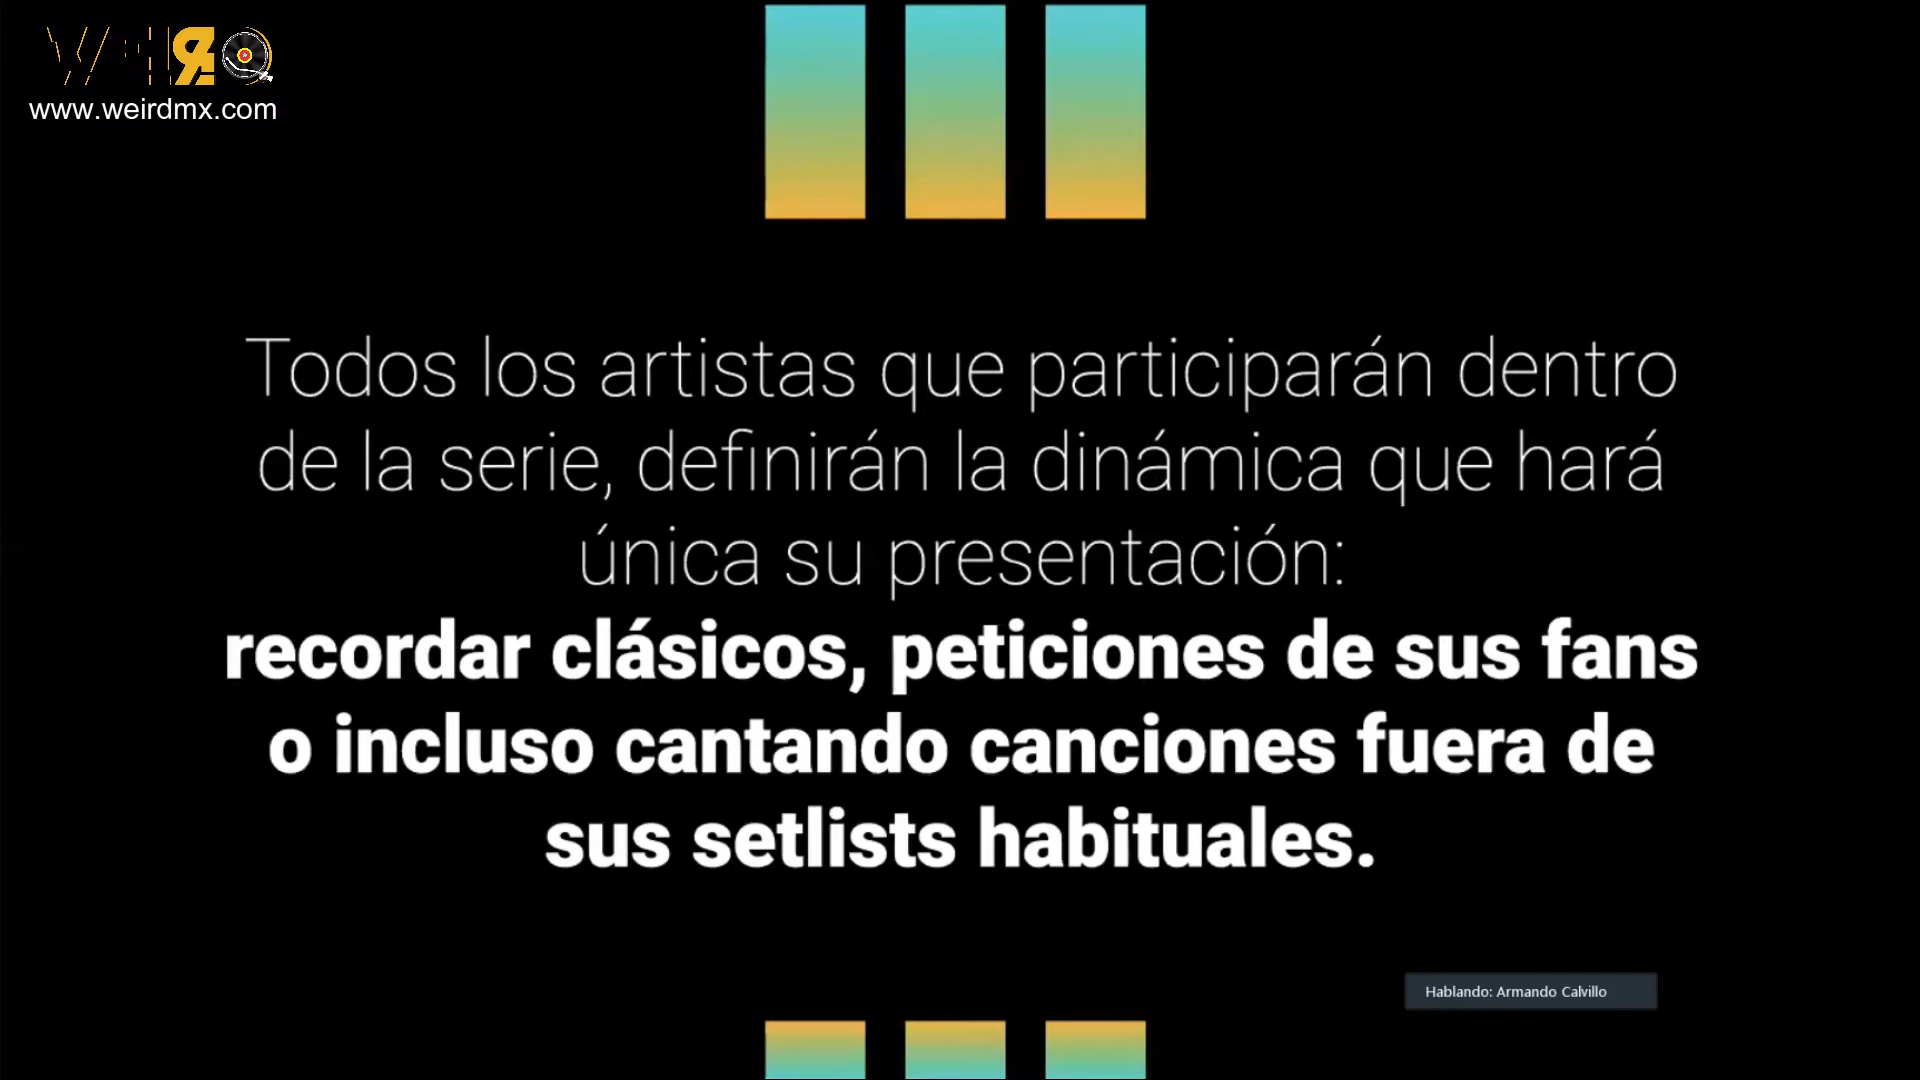 WEIRD
www.weirdmx.com
Todos los artistas que participarán dentro
de la serie, definirán la dinámica que hará
única su presentación:
recordar clásicos, peticiones de sus fans
o incluso cantando canciones fuera de
sus setlists habituales.
Hablando: Armando Calvillo